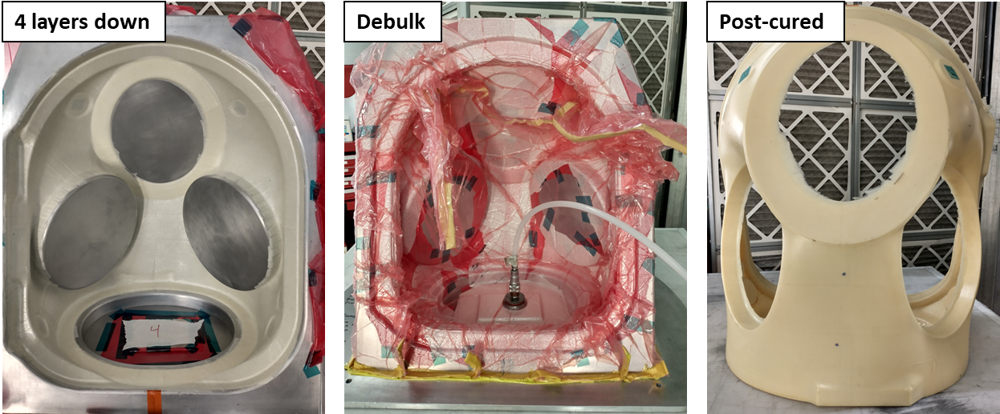 4 layers down
Debulk
Post-cured
4